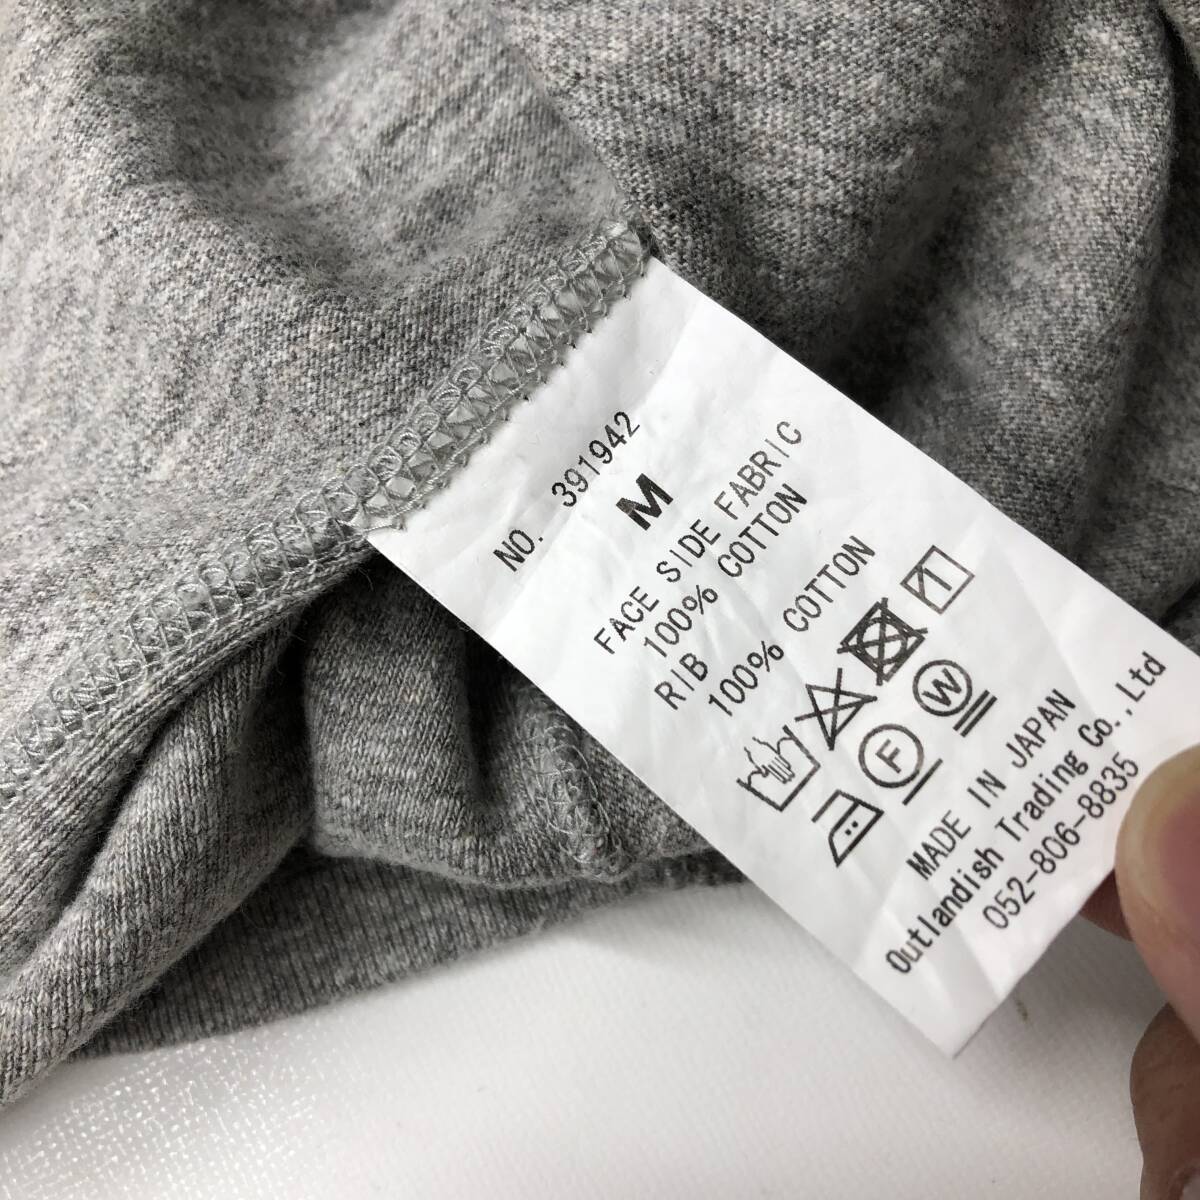 NO. 391942
M
FACE SIDE FABRIC
100% COTTON
RIB
100% COTTON
F
W
MADE IN JAPAN
Outlandish Trading Co.,Ltd
052-806-8835